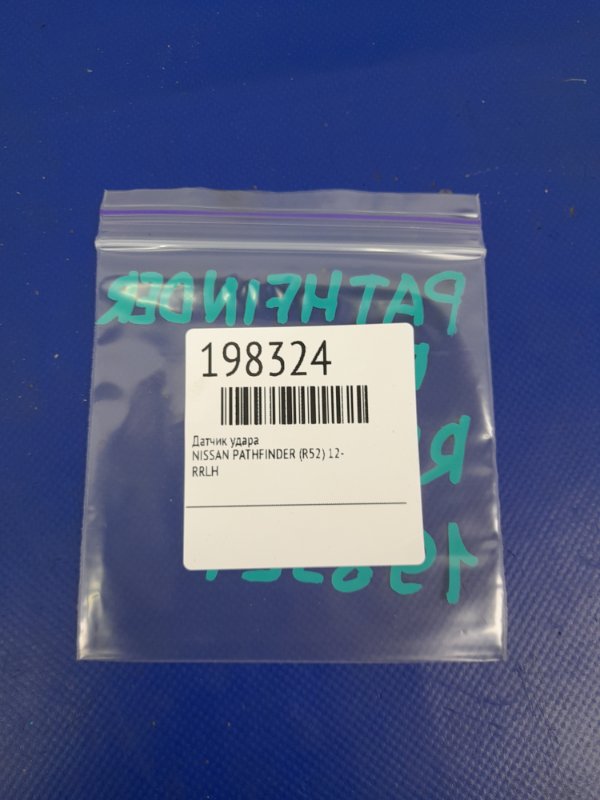 PATHFINDER
198324
Датчик удара
NISSAN PATHFINDER (R52) 12-
RRLH